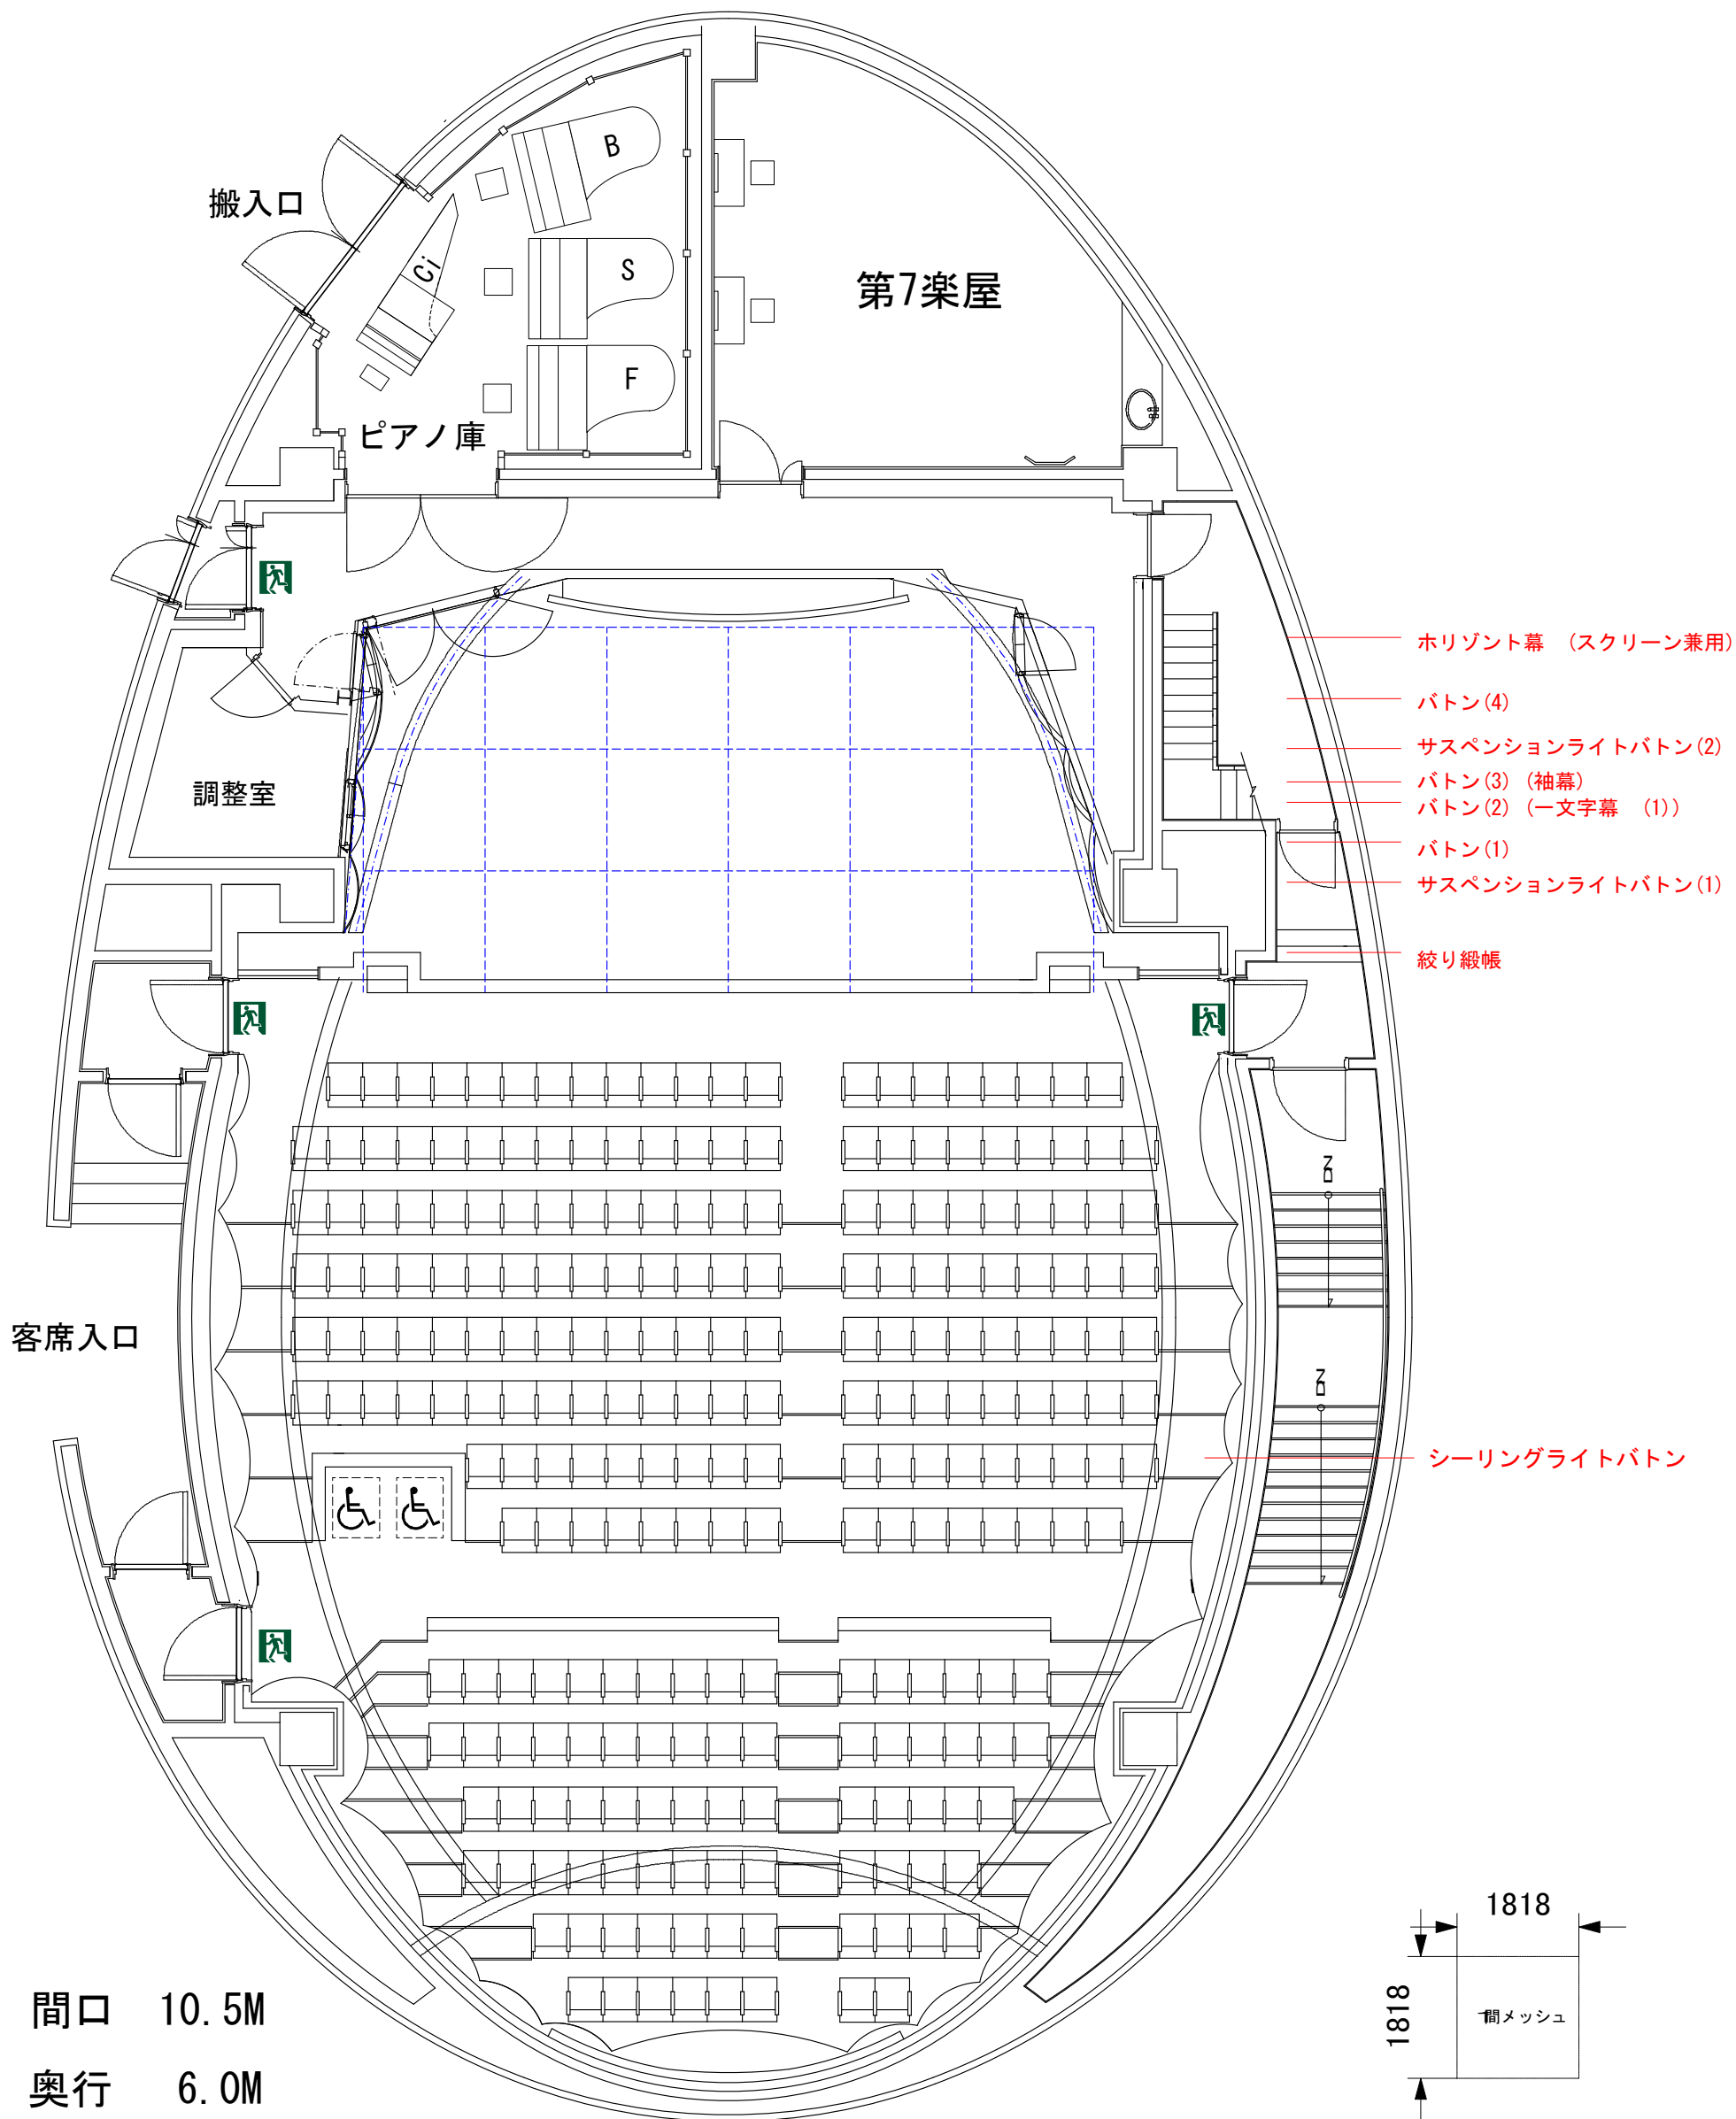 B
搬入口
Ci
S
第7楽屋
F
ピアノ庫
ホリゾント幕 (スクリーン兼用)
バトン(4)
サスペンションライトバトン(2)
バトン(3) (袖幕)
調整室
バトン(2) (一文字幕 (1))
バトン(1)
サスペンションライトバトン(1)
絞り緞帳
客席入口
シーリングライトバトン
1818
1818
間口 10.5M
1間メッシュ
奥行 6.0M